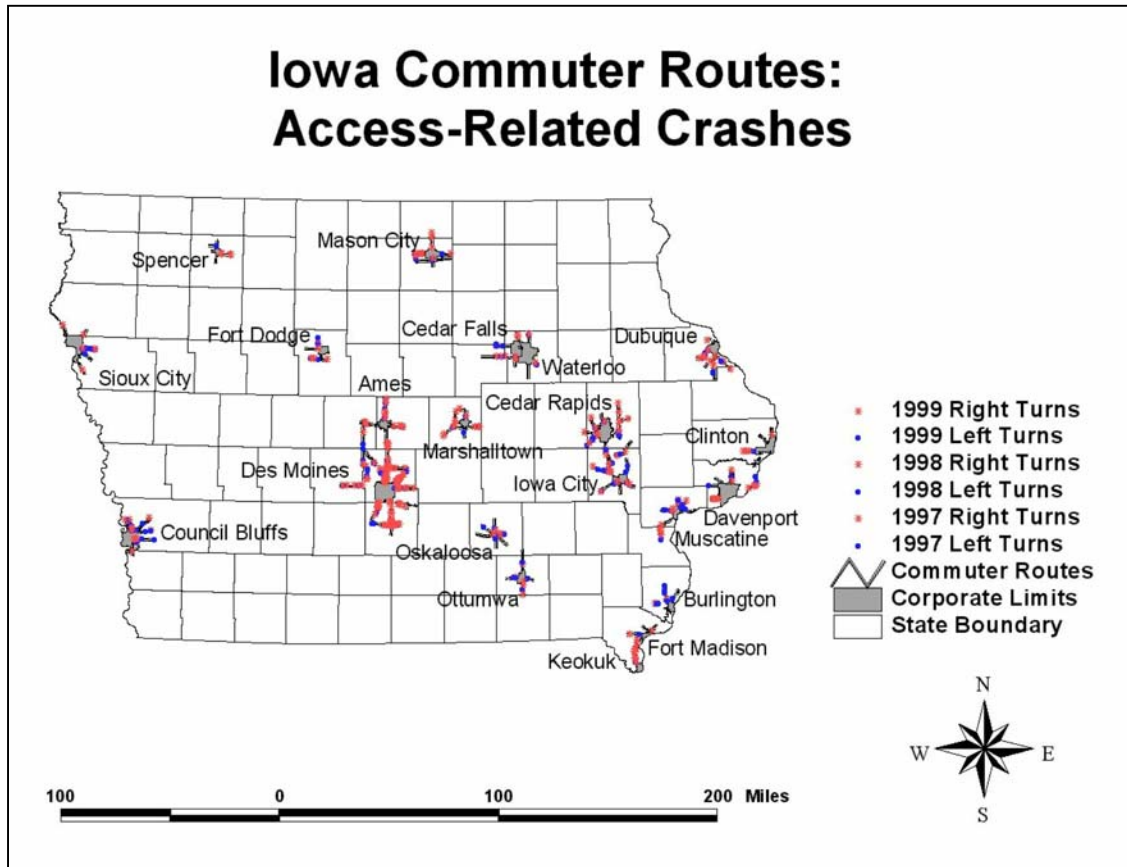 Iowa Commuter Routes:
Access-Related Crashes
Mason City
Spencer
Fort Dodge
Cedar Falls
Dubuque
Waterloo
Sioux City
Ames
Cedar Rapids
Clinton
Marshalltown
Des Moines
Iowa City
Davenport
Council Bluffs
Muscatine
Oskaloosa
Ottumwa
Burlington
Fort Madison
Keokuk
1999 Right Turns
1999 Left Turns
1998 Right Turns
1998 Left Turns
1997 Right Turns
1997 Left Turns
Commuter Routes
Corporate Limits
State Boundary
N
W E
S
100 0 100 200 Miles